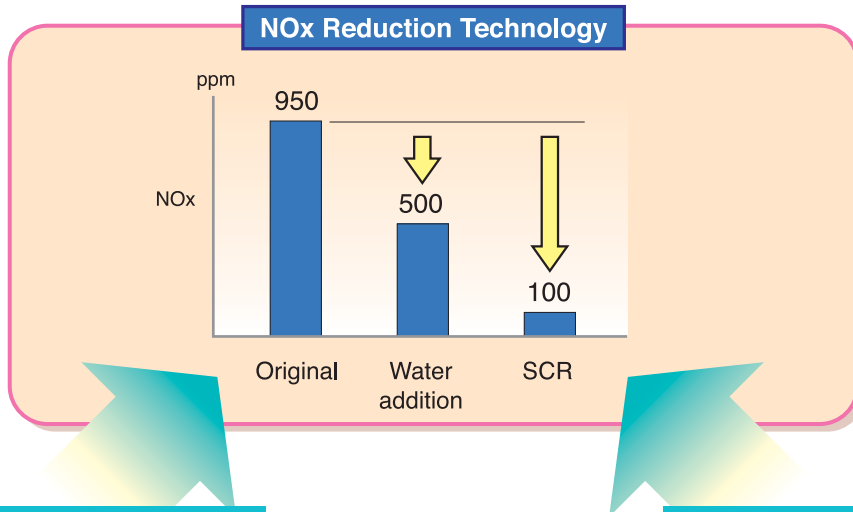 NOx Reduction Technology
ppm
950
NOx
500
100
Original
Water
addition
SCR